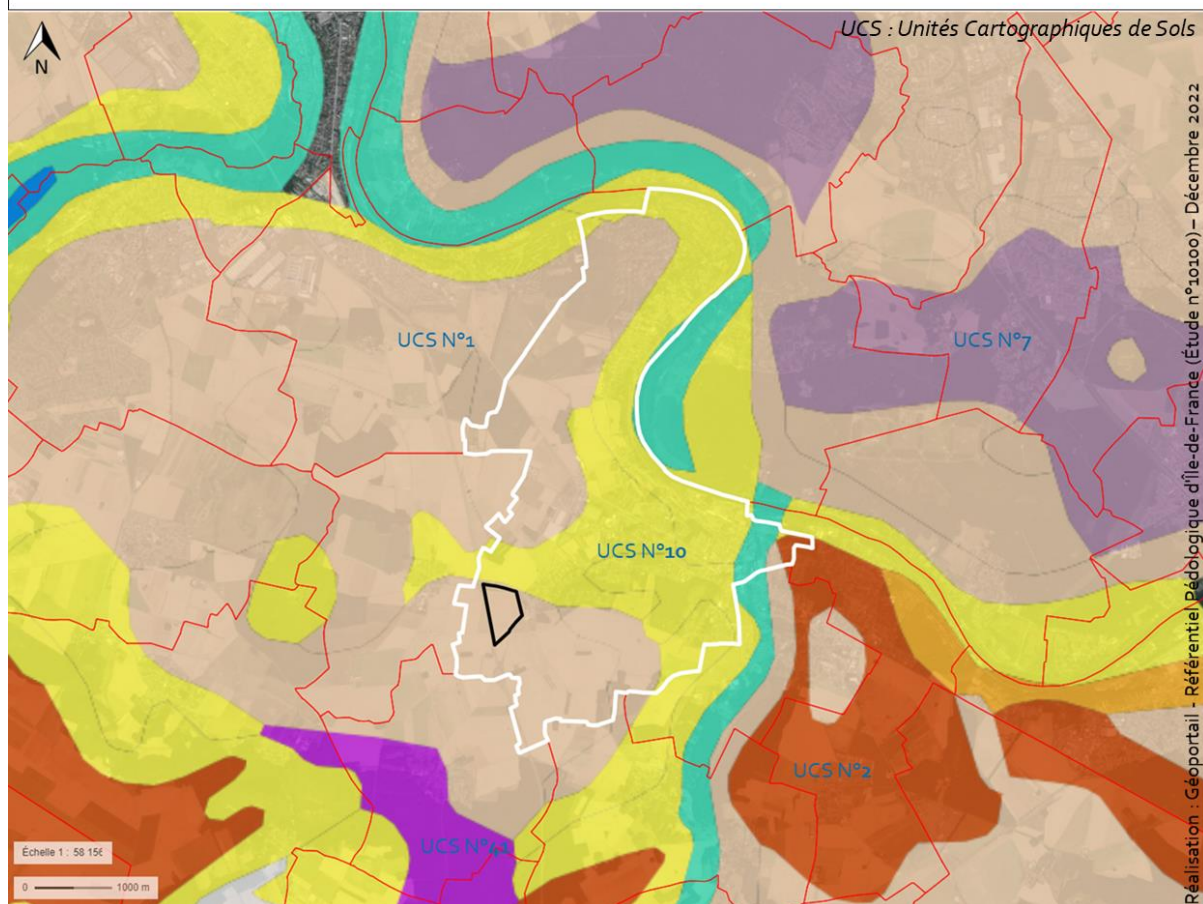 UCS : Unités Cartographiques de Sols
N
UCS N°1
UCS N°7
UCS N°10
UCS N°2
UCS N°41
Échelle 1 : 58 156
0 1000 m
Réalisation : Géoportail - Référentiel Pédologique d'Île-de-France (Étude n°10100) – Décembre 2022